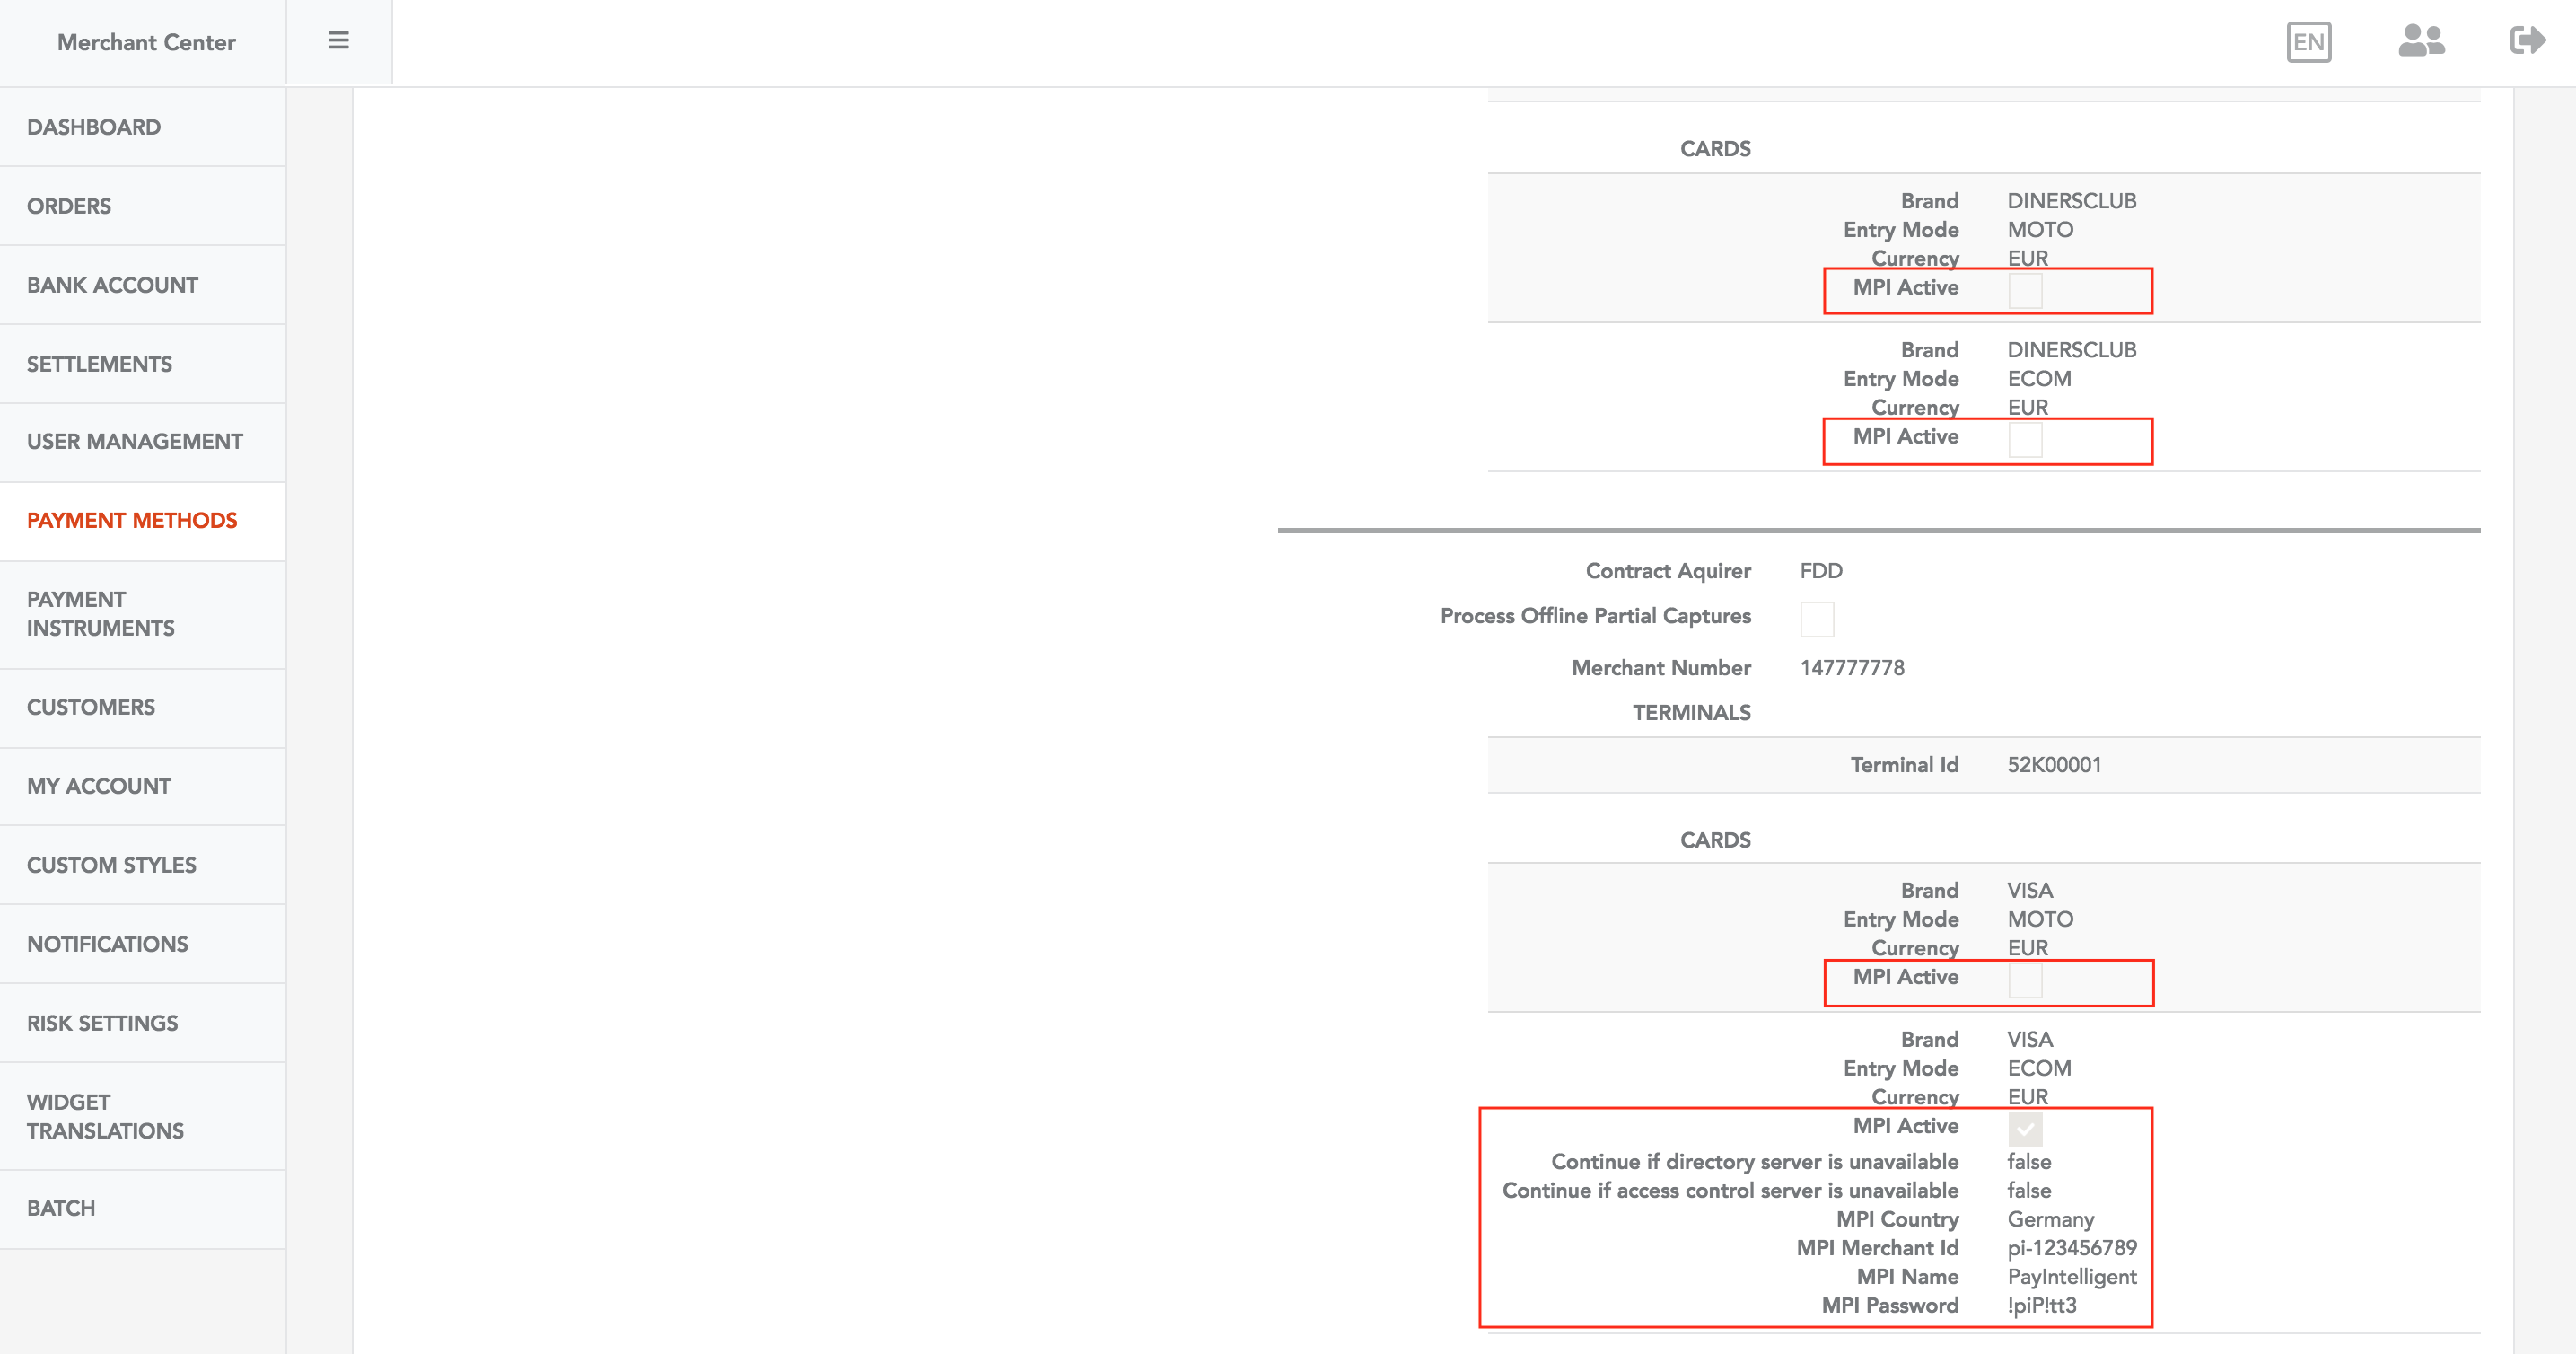 Merchant Center
EN
DASHBOARD
ORDERS
BANK ACCOUNT
SETTLEMENTS
USER MANAGEMENT
PAYMENT METHODS
PAYMENT
INSTRUMENTS
CUSTOMERS
MY ACCOUNT
CUSTOM STYLES
NOTIFICATIONS
RISK SETTINGS
WIDGET
TRANSLATIONS
BATCH
CARDS
Brand DINERSCLUB
Entry Mode MOTO
Currency EUR
MPI Active
Brand DINERSCLUB
Entry Mode ECOM
Currency EUR
MPI Active
Contract Aquirer FDD
Process Offline Partial Captures
Merchant Number 147777778
TERMINALS
Terminal Id 52K00001
CARDS
Brand VISA
Entry Mode MOTO
Currency EUR
MPI Active
Brand VISA
Entry Mode ECOM
Currency EUR
MPI Active
Continue if directory server is unavailable false
Continue if access control server is unavailable false
MPI Country Germany
MPI Merchant Id pi-123456789
MPI Name PayIntelligent
MPI Password !piP!tt3